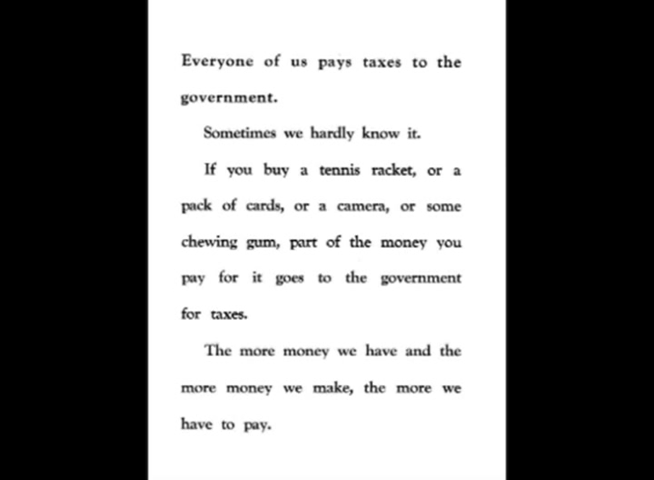 Everyone of us pays taxes to the
government.
Sometimes we hardly know it.
If you buy a tennis racket, or a
pack of cards, or a camera, or some
chewing gum, part of the money you
pay for it goes to the government
for taxes.
The more money we have and the
more money we make, the more we
have to pay.